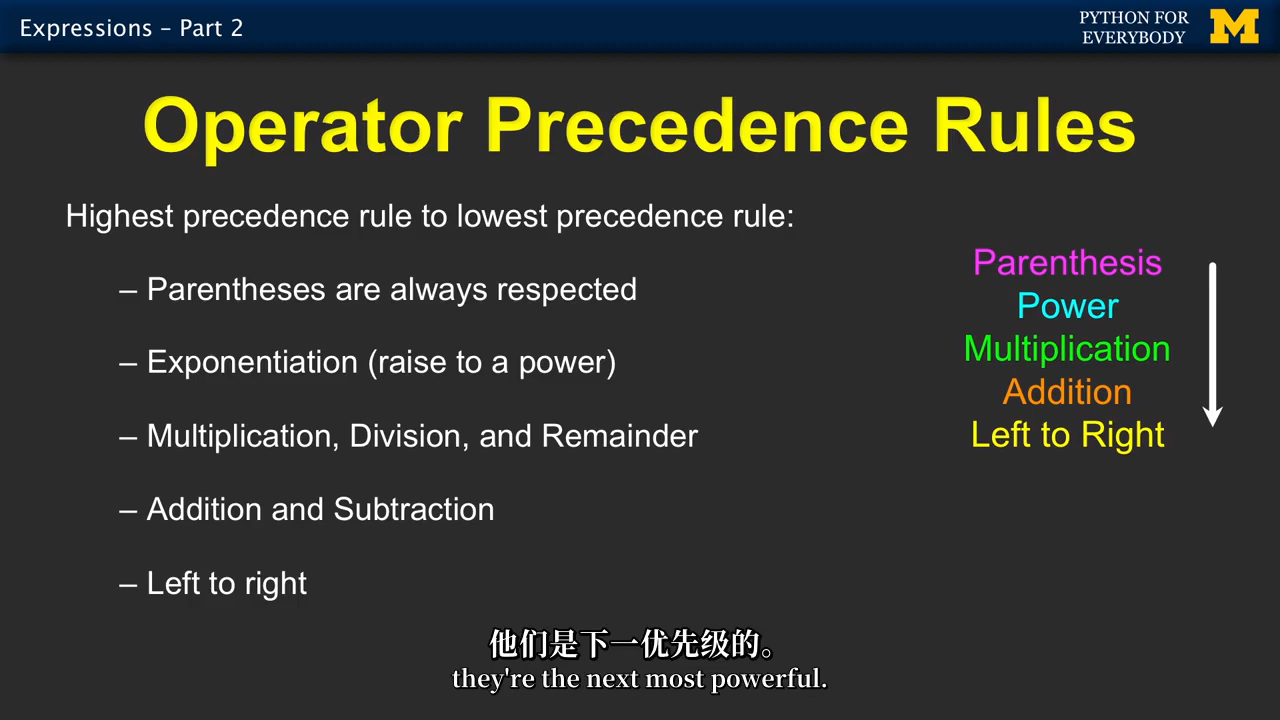 Expressions – Part 2
PYTHON FOR
EVERYBODY
Operator Precedence Rules
Highest precedence rule to lowest precedence rule:
– Parentheses are always respected
– Exponentiation (raise to a power)
– Multiplication, Division, and Remainder
– Addition and Subtraction
– Left to right
Parenthesis
Power
Multiplication
Addition
Left to Right
他们是下一优先级的。
they're the next most powerful.